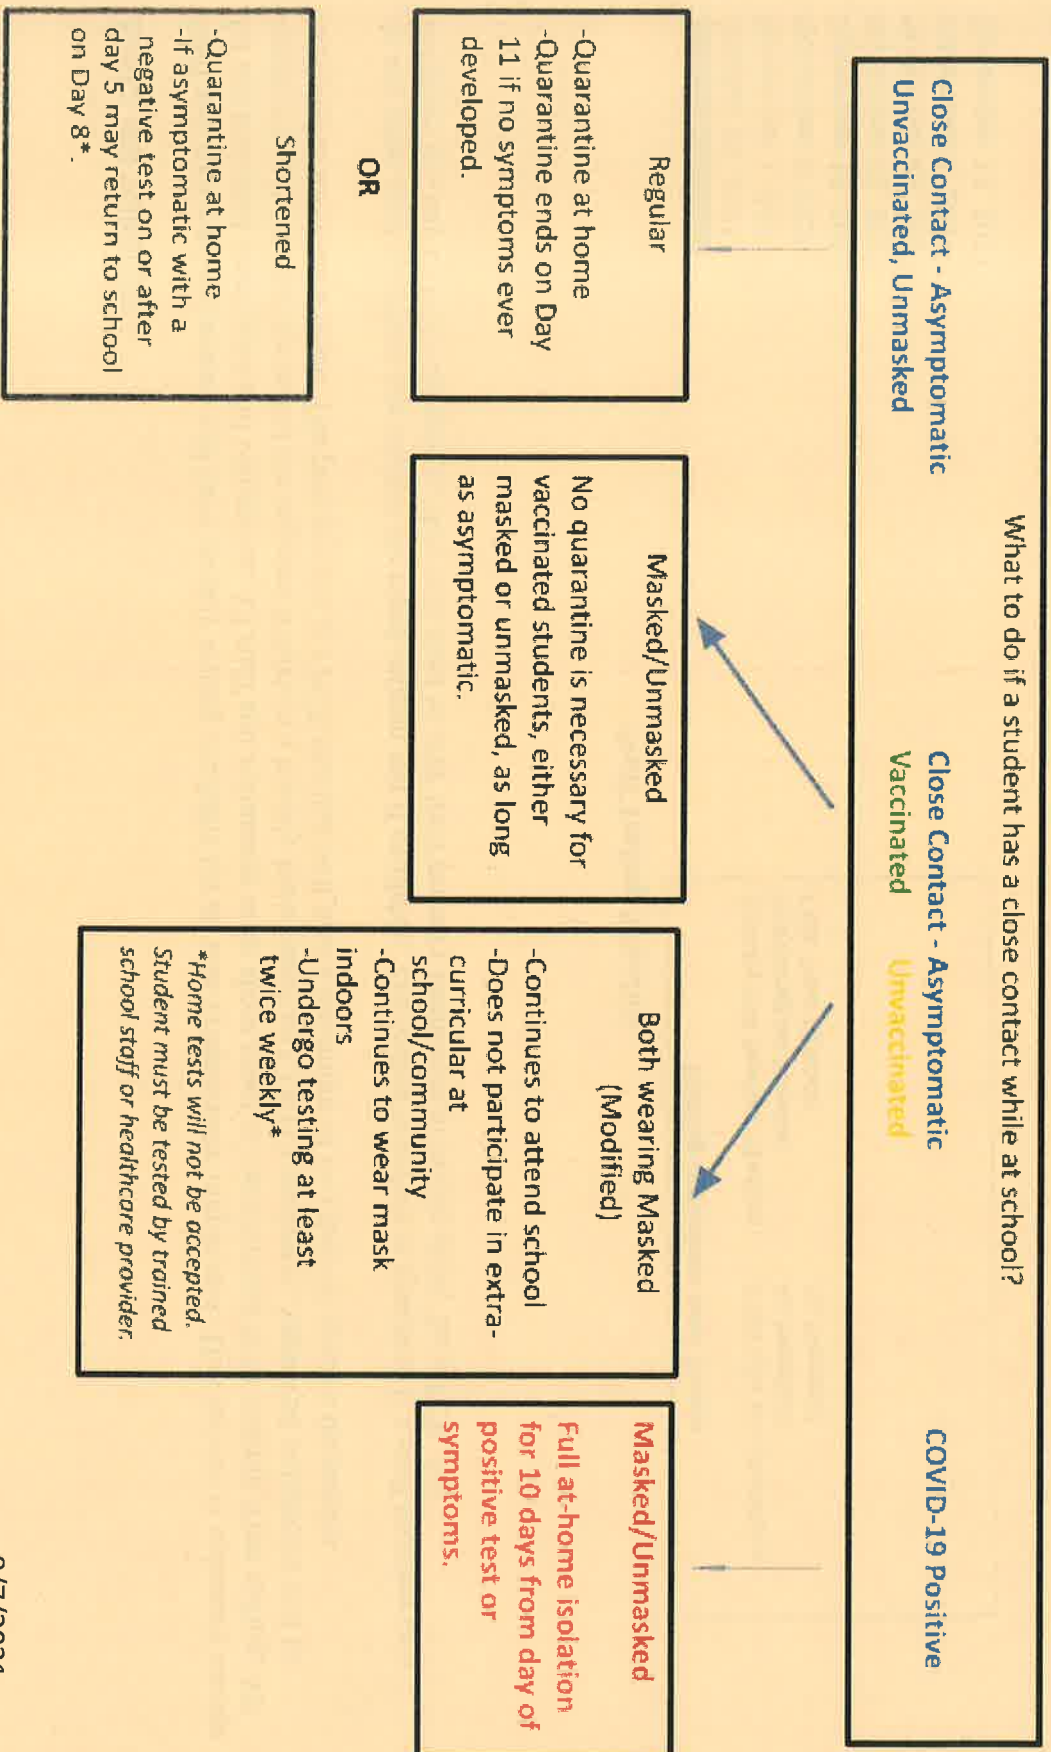 What to do if a student has a close contact while at school?
Close Contact - Asymptomatic
Unvaccinated, Unmasked
Close Contact - Asymptomatic
Vaccinated Unvaccinated
COVID-19 Positive
Regular
-Quarantine at home
-Quarantine ends on Day
11 if no symptoms ever
developed.
OR
Shortened
-Quarantine at home
-If asymptomatic with a
negative test on or after
day 5 may return to school
on Day 8*.
Masked/Unmasked
No quarantine is necessary for
vaccinated students, either
masked or unmasked, as long
as asymptomatic.
Both wearing Masked
(Modified)
-Continues to attend school
-Does not participate in extra-
curricular at
school/community
-Continues to wear mask
indoors
-Undergo testing at least
twice weekly*
*Home tests will not be accepted.
Student must be tested by trained
school staff or healthcare provider.
Masked/Unmasked
Full at-home isolation
for 10 days from day of
positive test or
symptoms.